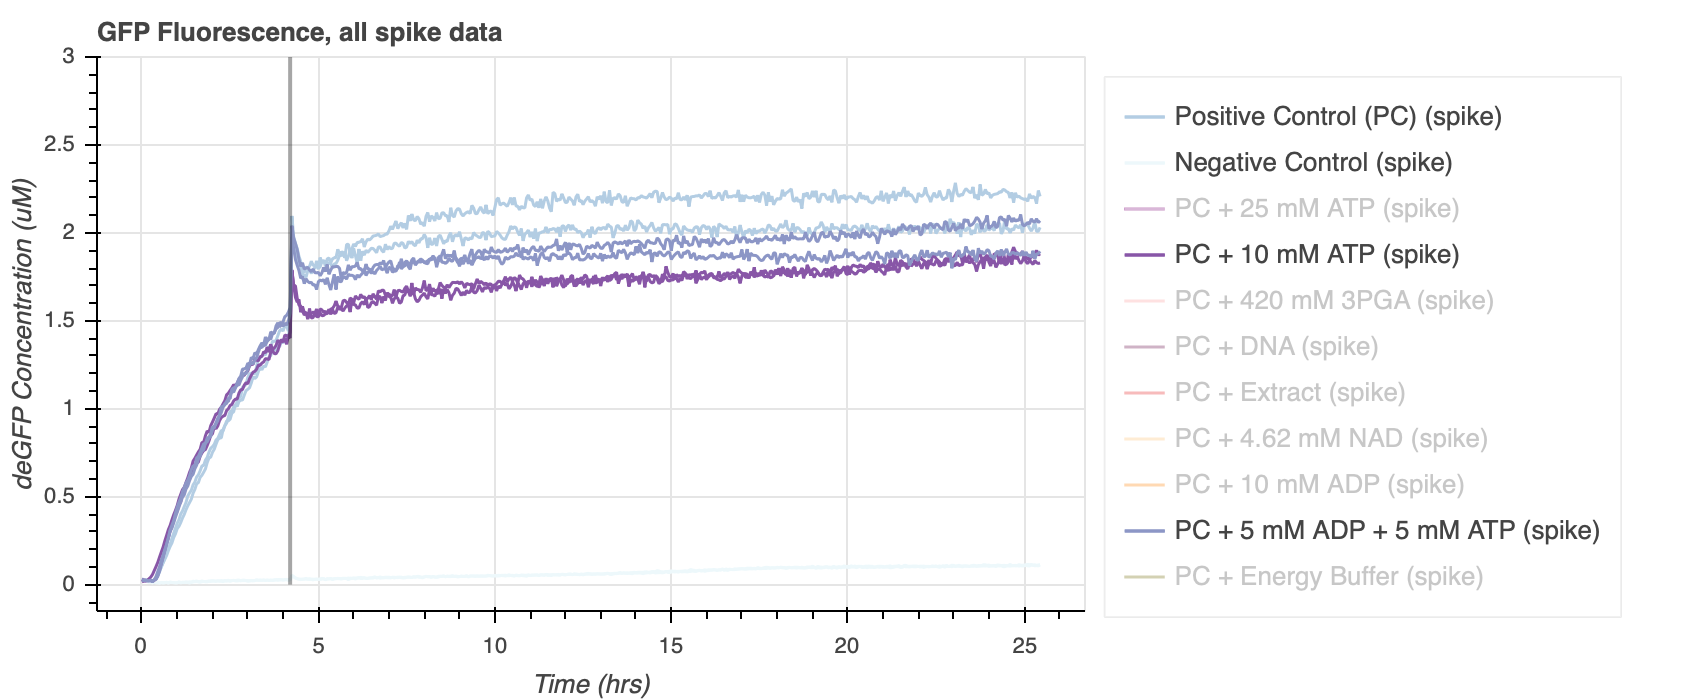 GFP Fluorescence, all spike data
3
2.5
2
1.5
1
0.5
0
deGFP Concentration (uM)
0 5 10 15 20 25
Time (hrs)
Positive Control (PC) (spike)
Negative Control (spike)
PC + 25 mM ATP (spike)
PC + 10 mM ATP (spike)
PC + 420 mM 3PGA (spike)
PC + DNA (spike)
PC + Extract (spike)
PC + 4.62 mM NAD (spike)
PC + 10 mM ADP (spike)
PC + 5 mM ADP + 5 mM ATP (spike)
PC + Energy Buffer (spike)